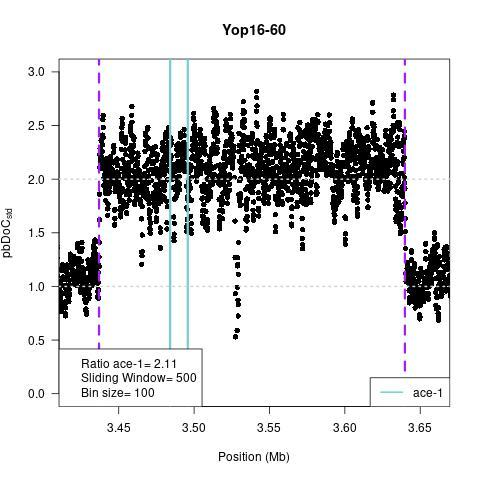 Yop16-60
pbDoCstd
3.0
2.5
2.0
1.5
1.0
0.5
0.0
Ratio ace-1= 2.11
Sliding Window= 500
Bin size= 100
ace-1
3.45 3.50 3.55 3.60 3.65
Position (Mb)